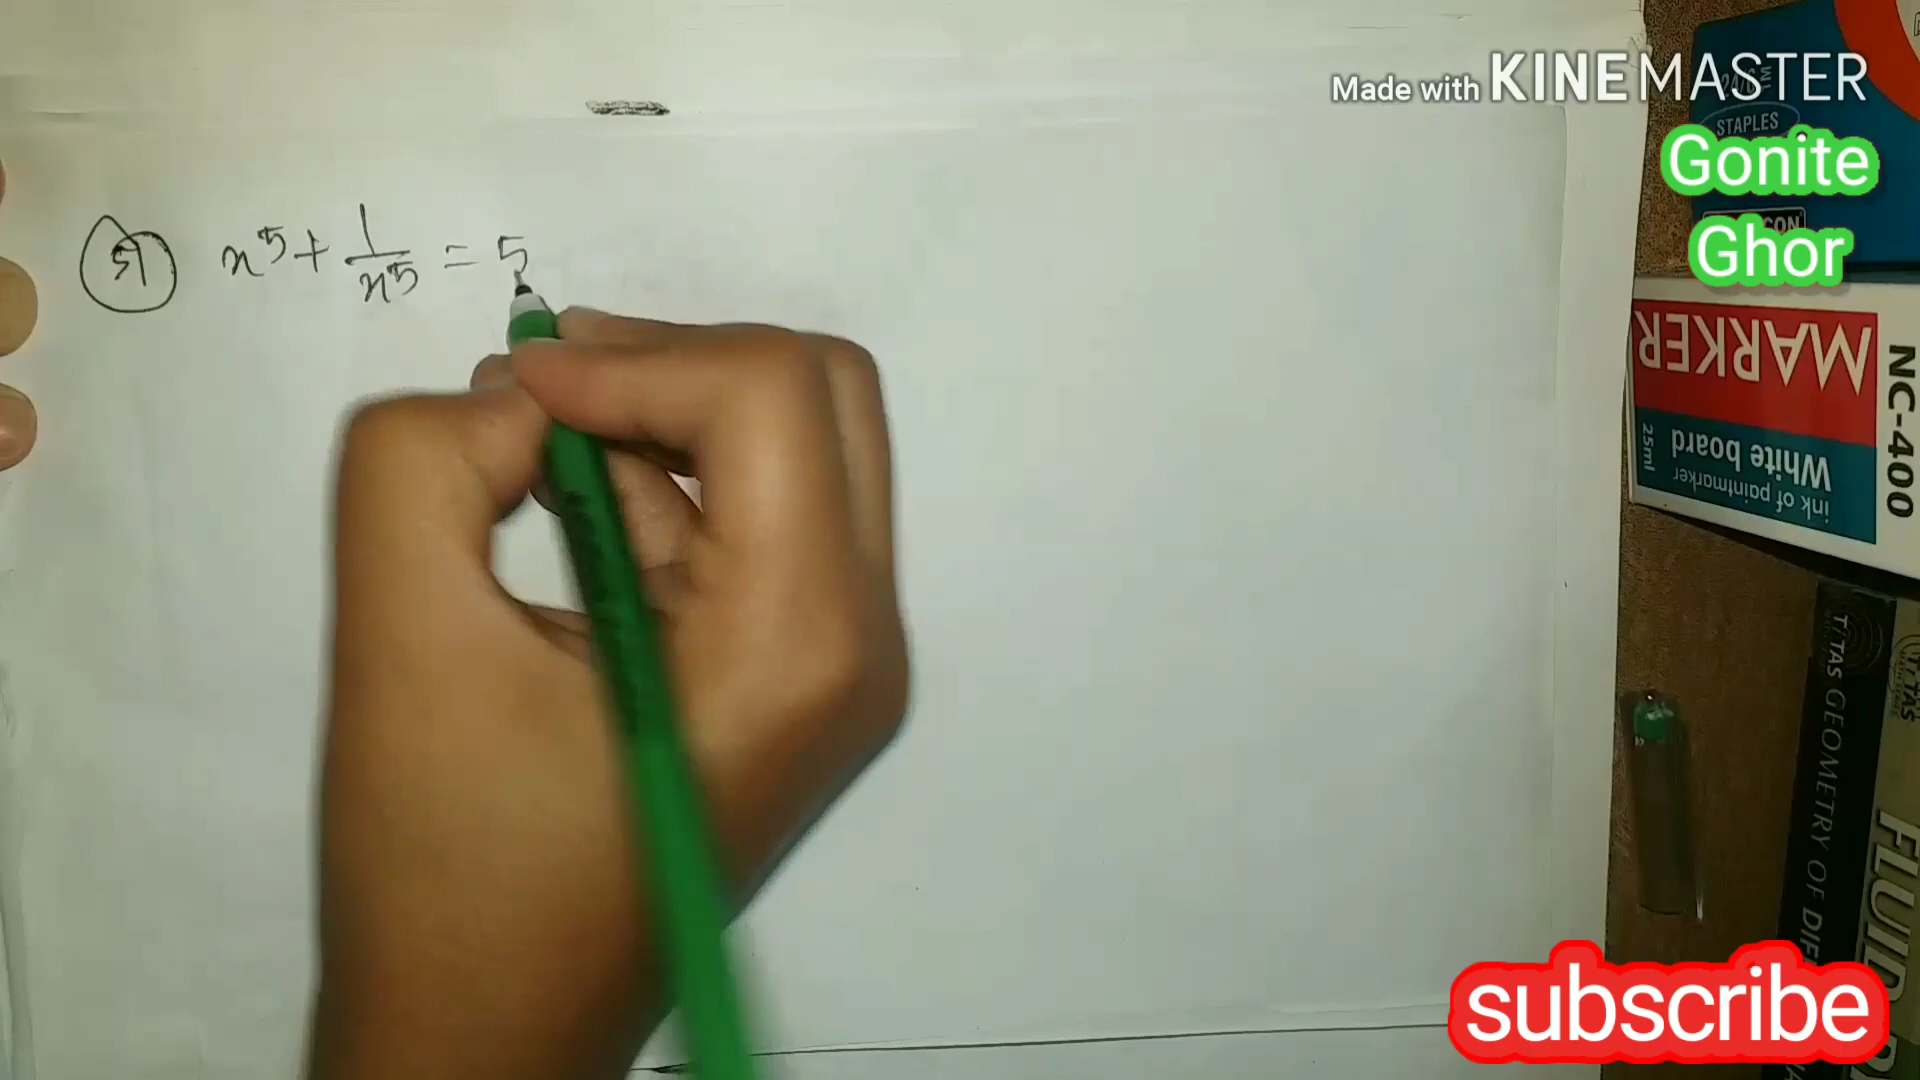 Made with KINEMASTER
Gonite
Ghor
x⁵ + 1/x⁵ = 5
STAPLES
MARKER
NC-400
White board
25ml
ink of paintmarker
TITAS GEOMETRY OF
FLUID
subscribe